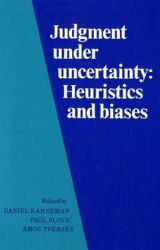 Judgment
under
uncertainty:
Heuristics
and biases
Edited by
DANIEL KAHNEMAN
PAUL SLOVIC
AMOS TVERSKY